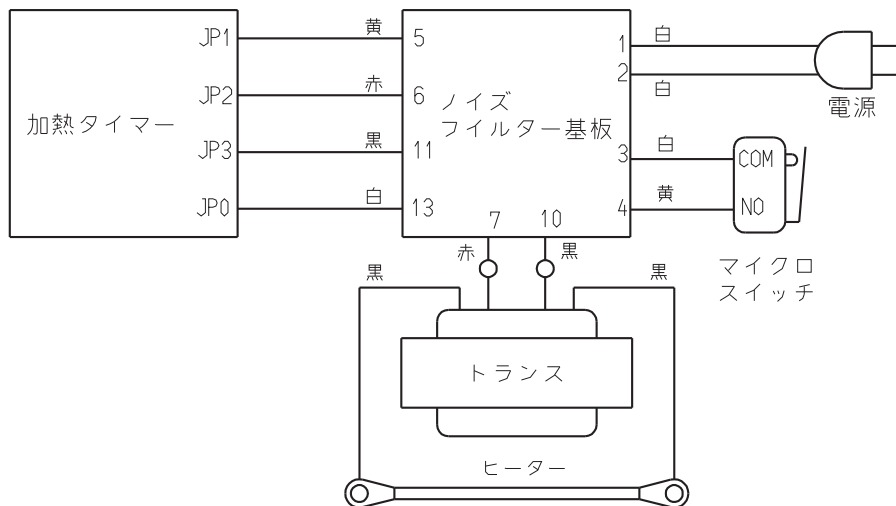 黄
JP1
5
1
白
赤
JP2
6
ノイズ
2
白
電源
加熱タイマー
フイルター基板
黒
JP3
11
3
白
COM
白
JP0
13
7
10
4
黄
NO
赤
黒
マイクロ
スイッチ
黒
黒
トランス
ヒーター